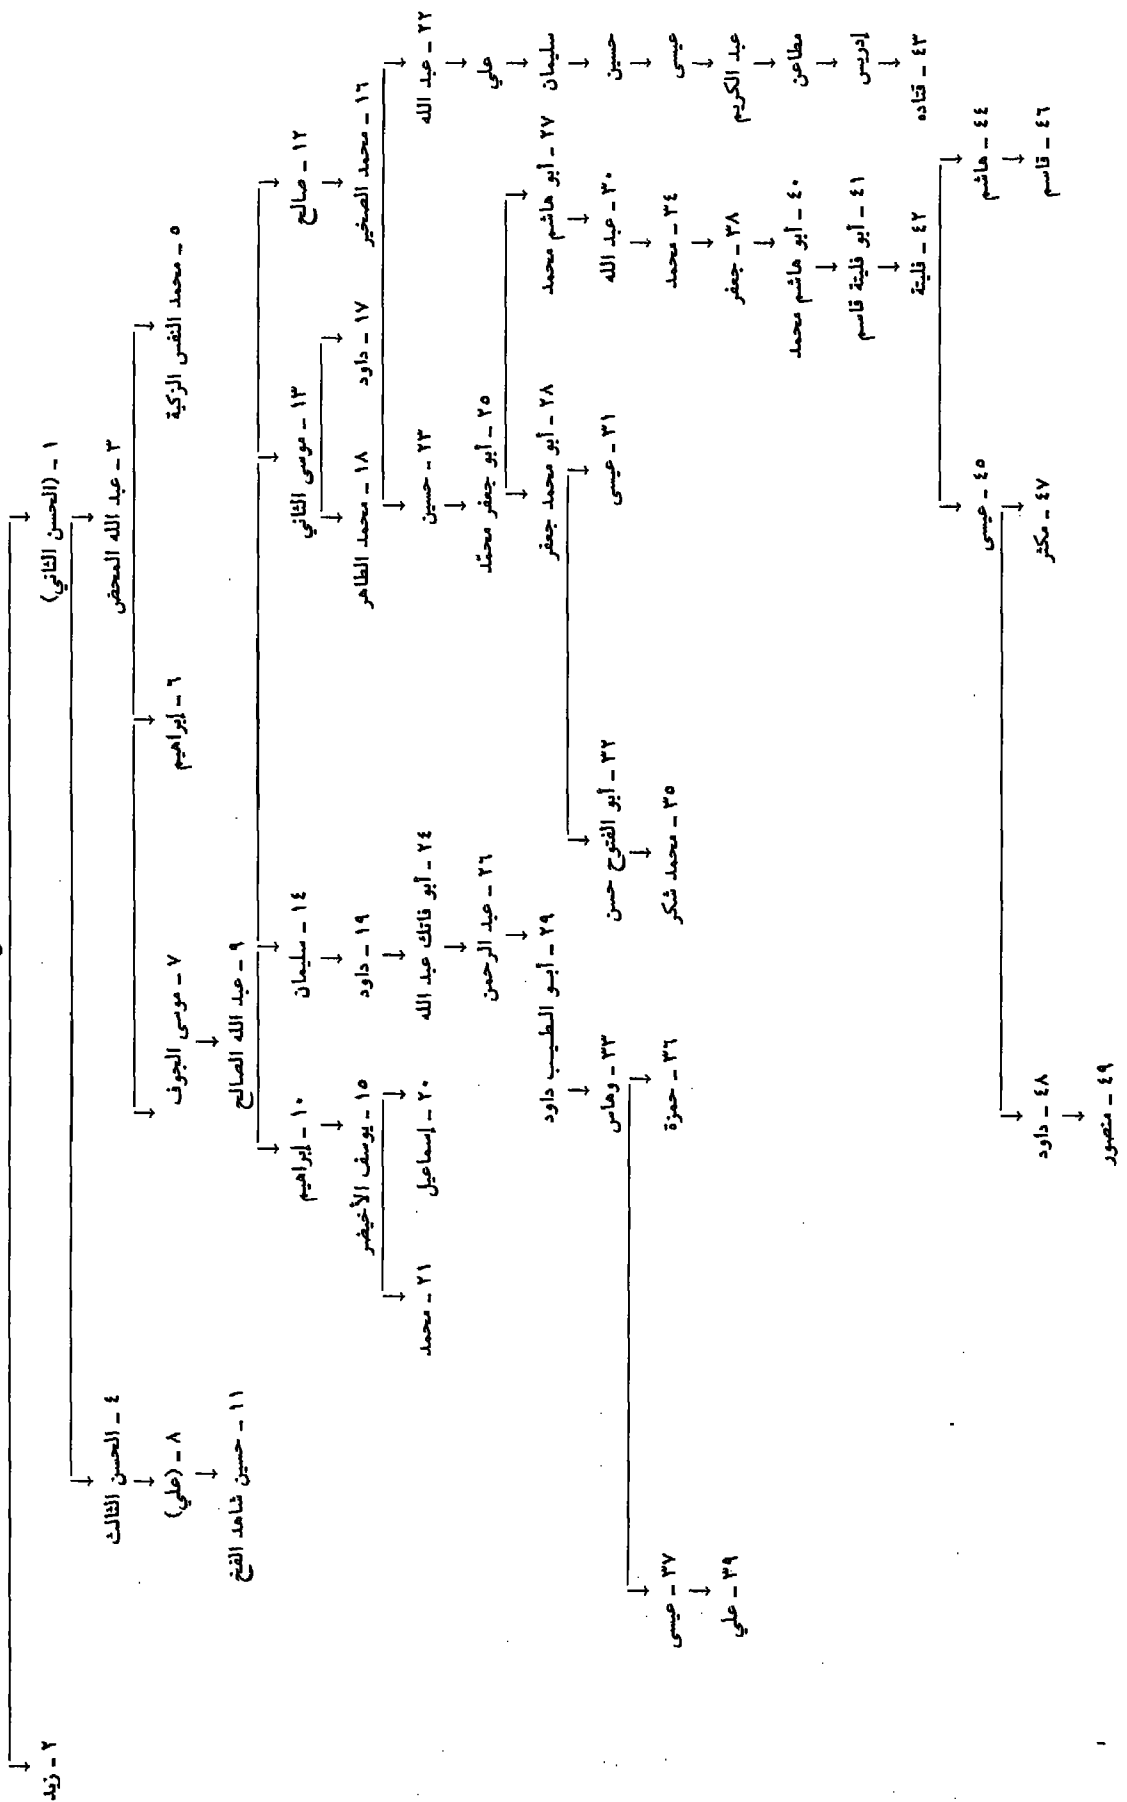 ١ - (الحسن الثاني)
٢ - زيد
٣ - عبد الله المحض
٤ - الحسن الثالث
٥ - محمد النفس الزكية
٦ - إبراهيم
٧ - موسى الجوف
٨ - (علي)
٩ - عبد الله الصالح
١١ - حسين شاهد الفخ
١٢ - صالح
١٣ - موسى الثاني
١٤ - سليمان
١٠ - إبراهيم
١٦ - محمد الصخير
١٧ - داود
١٨ - محمد الطاهر
١٩ - داود
١٥ - يوسف الأخيضر
٢٢ - عبد الله
٢٣ - حسين
٢٤ - أبو فاتك عبد الله
٢٠ - إسماعيل
٢١ - محمد
علي
٢٥ - أبو جعفر محمّد
٢٦ - عبد الرحمن
سليمان
٢٧ - أبو هاشم محمد
٢٨ - أبو محمد جعفر
٢٩ - أبو الطيب داود
حسين
٣٠ - عبد الله
٣١ - عيسى
٣٢ - أبو الفتوح حسن
٣٣ - وهاس
عيسى
٣٤ - محمد
٣٥ - محمد شكر
٣٦ - حمزة
٣٧ - عيسى
عبد الكريم
٣٨ - جعفر
٣٩ - علي
مطاعن
٤٠ - أبو هاشم محمد
إدريس
٤١ - أبو فليتة قاسم
٤٣ - قتاده
٤٢ - فليتة
٤٤ - هاشم
٤٥ - عيسى
٤٦ - قاسم
٤٧ - مكثر
٤٨ - داود
٤٩ - منصور